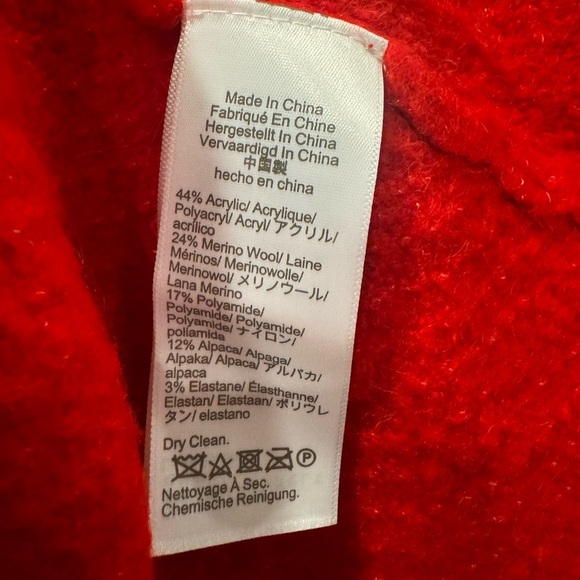 Made In China
Fabriqué En Chine
Hergestellt In China
Vervaardigd In China
中国製
hecho en china
44% Acrylic/ Acrylique/
Polyacryl/ Acryl/ アクリル/
acrílico
24% Merino Wool/ Laine
Mérinos/ Merinowolle/
Merinowol/ メリノウール/
Lana Merino
17% Polyamide/
Polyamide/ Polyamide/
Polyamide/ ナイロン/
poliamida
12% Alpaca/ Alpaga/
Alpaka/ Alpaca/ アルパカ/
alpaca
3% Elastane/ Élasthanne/
Elastan/ Elastaan/ ポリウレ
タン/ elastano
Dry Clean.
P
Nettoyage À Sec.
Chemische Reinigung.